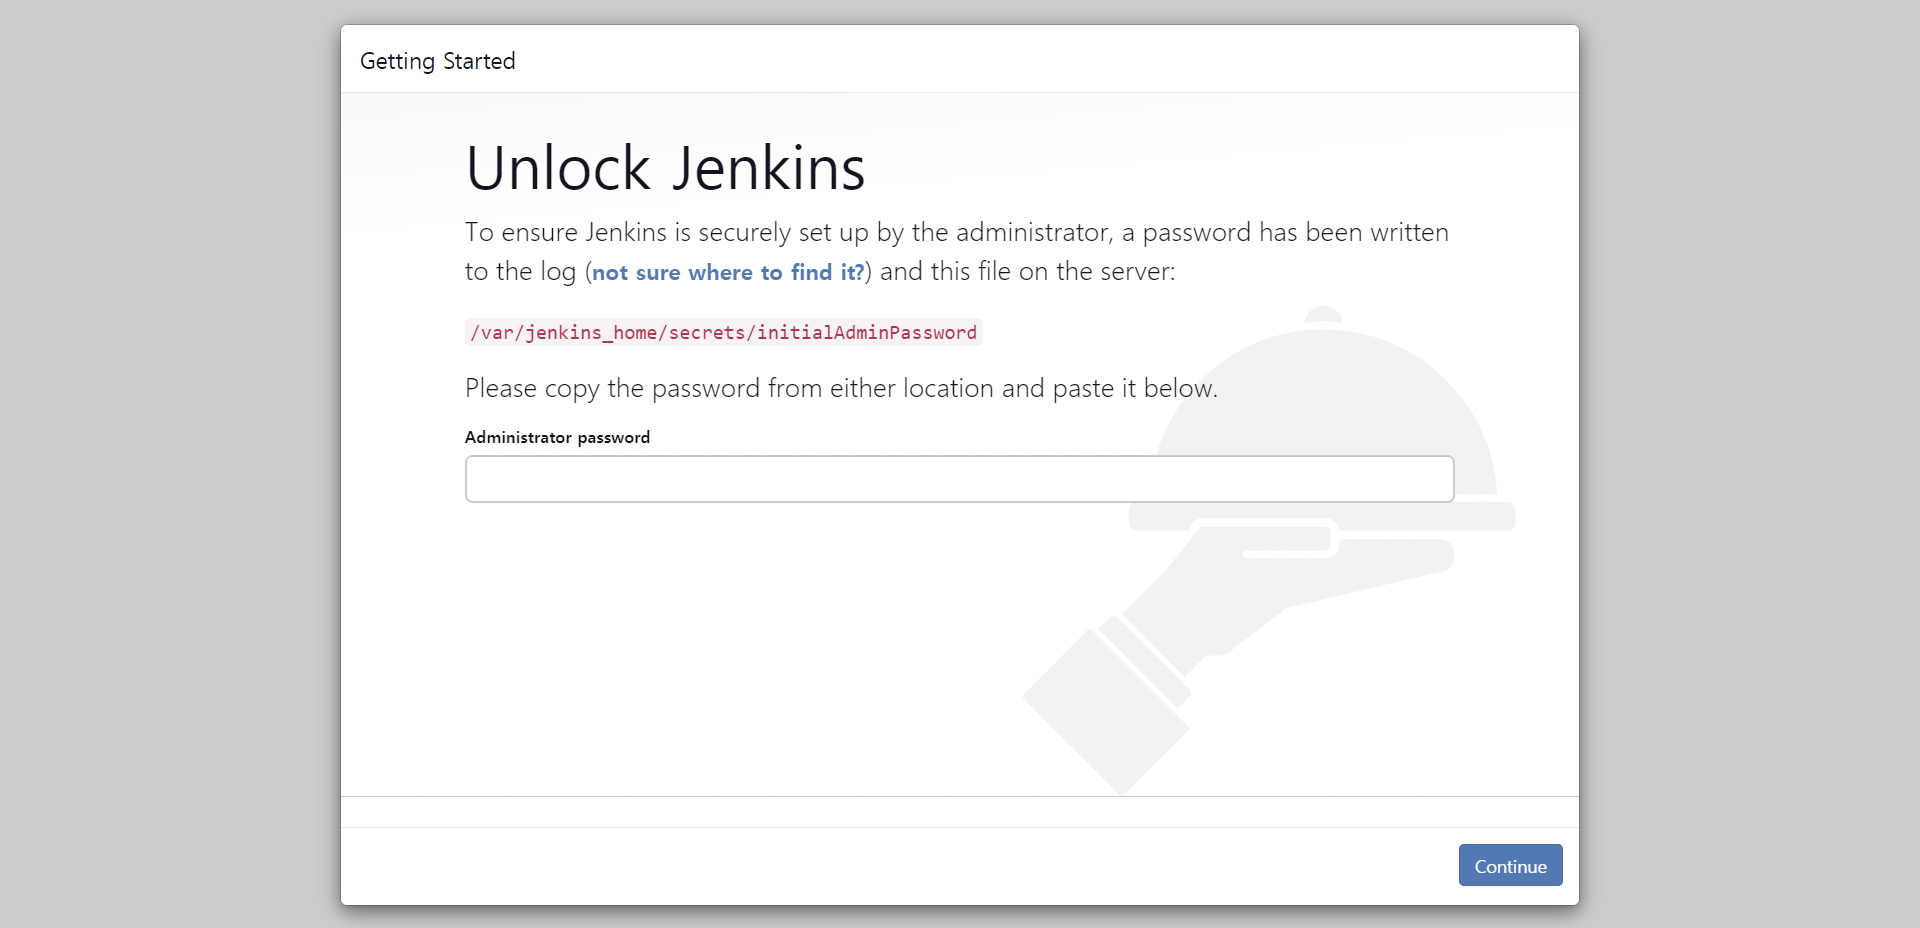 Getting Started
Unlock Jenkins
To ensure Jenkins is securely set up by the administrator, a password has been written
to the log (not sure where to find it?) and this file on the server:
/var/jenkins_home/secrets/initialAdminPassword
Please copy the password from either location and paste it below.
Administrator password
Continue